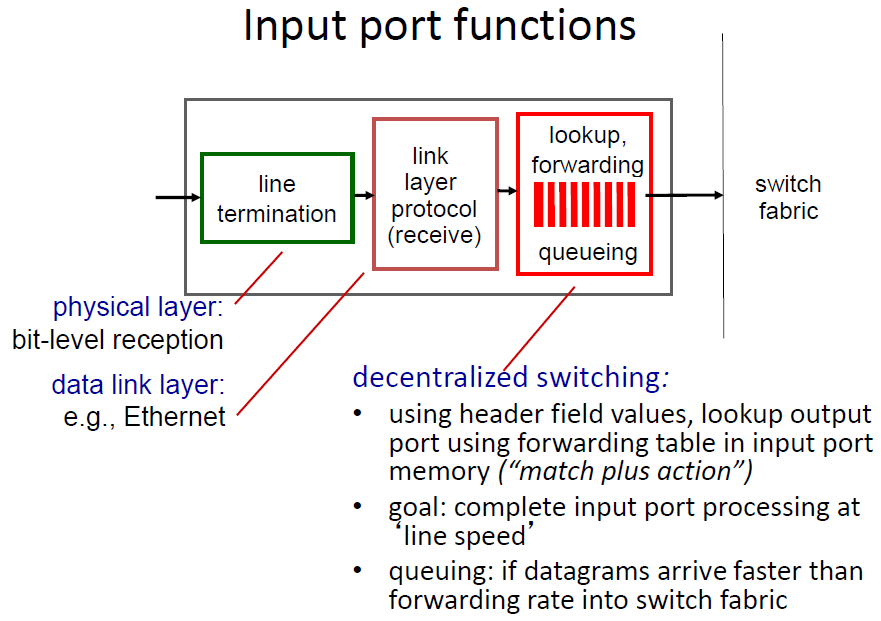 Input port functions
line
termination
link
layer
protocol
(receive)
lookup,
forwarding
queueing
switch
fabric
physical layer:
bit-level reception
data link layer:
e.g., Ethernet
decentralized switching:
• using header field values, lookup output
port using forwarding table in input port
memory (“match plus action”)
• goal: complete input port processing at
‘line speed’
• queuing: if datagrams arrive faster than
forwarding rate into switch fabric